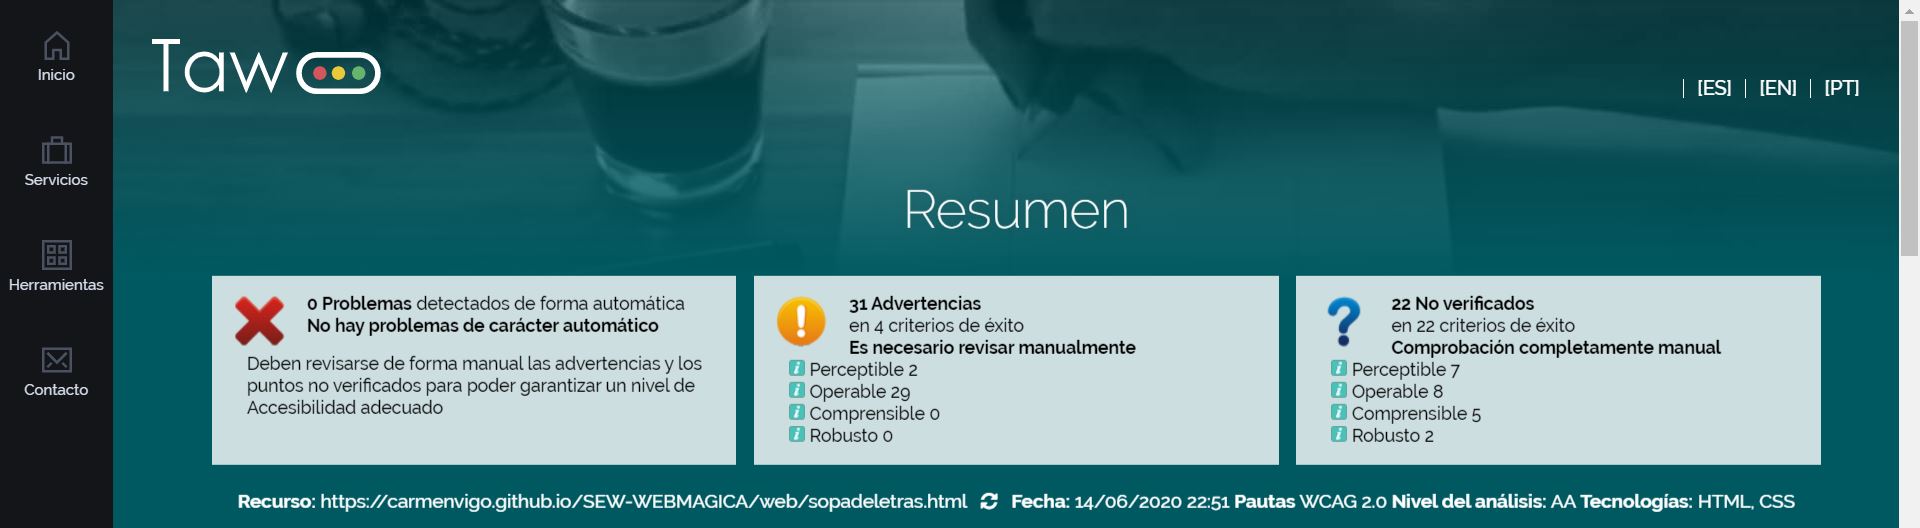 Inicio
Servicios
Herramientas
Contacto
Taw
[ES] [EN] [PT]
Resumen
0 Problemas detectados de forma automática
No hay problemas de carácter automático
Deben revisarse de forma manual las advertencias y los
puntos no verificados para poder garantizar un nivel de
Accesibilidad adecuado
31 Advertencias
en 4 criterios de éxito
Es necesario revisar manualmente
Perceptible 2
Operable 29
Comprensible 0
Robusto 0
22 No verificados
en 22 criterios de éxito
Comprobación completamente manual
Perceptible 7
Operable 8
Comprensible 5
Robusto 2
Recurso: https://carmenvigo.github.io/SEW-WEBMAGICA/web/sopadeletras.html Fecha: 14/06/2020 22:51 Pautas WCAG 2.0 Nivel del análisis: AA Tecnologías: HTML, CSS